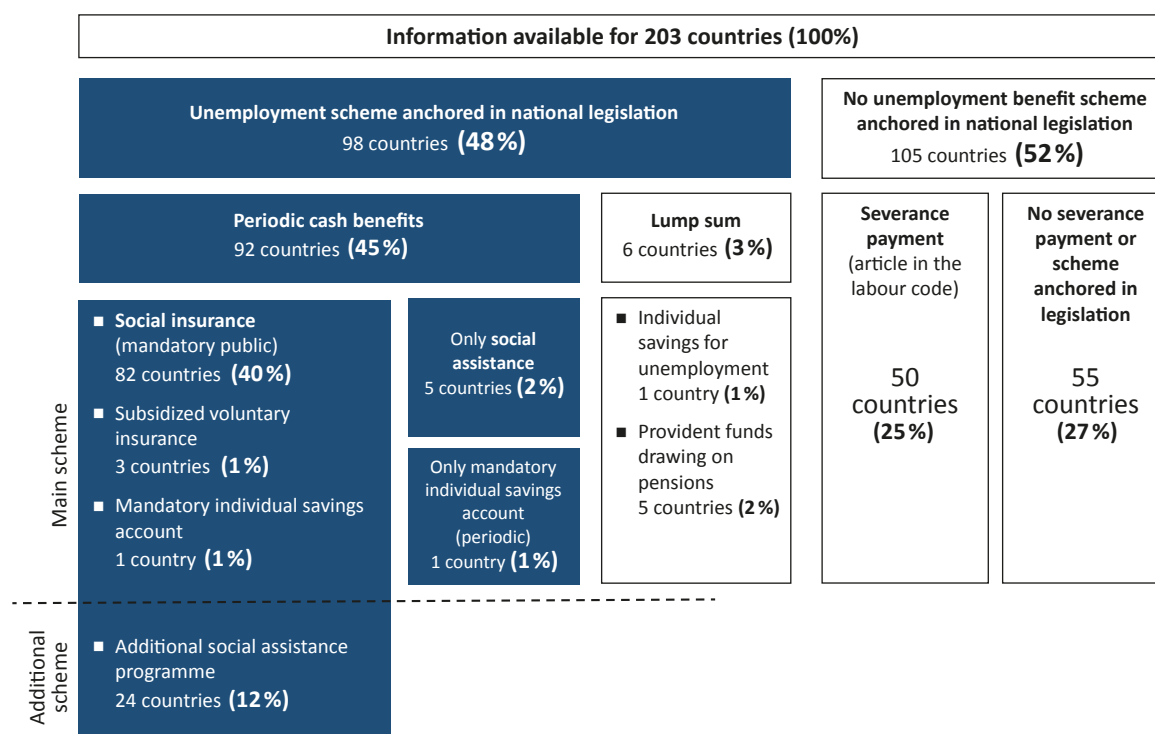 Information available for 203 countries (100%)
Unemployment scheme anchored in national legislation
98 countries (48%)
No unemployment benefit scheme
anchored in national legislation
105 countries (52%)
Periodic cash benefits
92 countries (45%)
Lump sum
6 countries (3%)
Severance
payment
(article in the
labour code)
50
countries
(25%)
No severance
payment or
scheme
anchored in
legislation
55
countries
(27%)
Main scheme
■ Social insurance
(mandatory public)
82 countries (40%)
■ Subsidized voluntary
insurance
3 countries (1%)
■ Mandatory individual savings
account
1 country (1%)
Only social
assistance
5 countries (2%)
Only mandatory
individual savings
account
(periodic)
1 country (1%)
■ Individual
savings for
unemployment
1 country (1%)
■ Provident funds
drawing on
pensions
5 countries (2%)
Additional
scheme
■ Additional social assistance
programme
24 countries (12%)